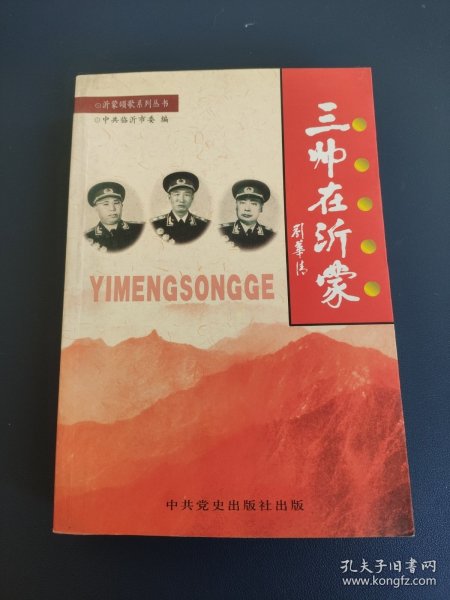 ◎沂蒙颂歌系列丛书
◎中共临沂市委 编
三帅在沂蒙
刘华清
YIMENGSONGGE
中共党史出版社出版
孔夫子旧书网
www.kongfz.com